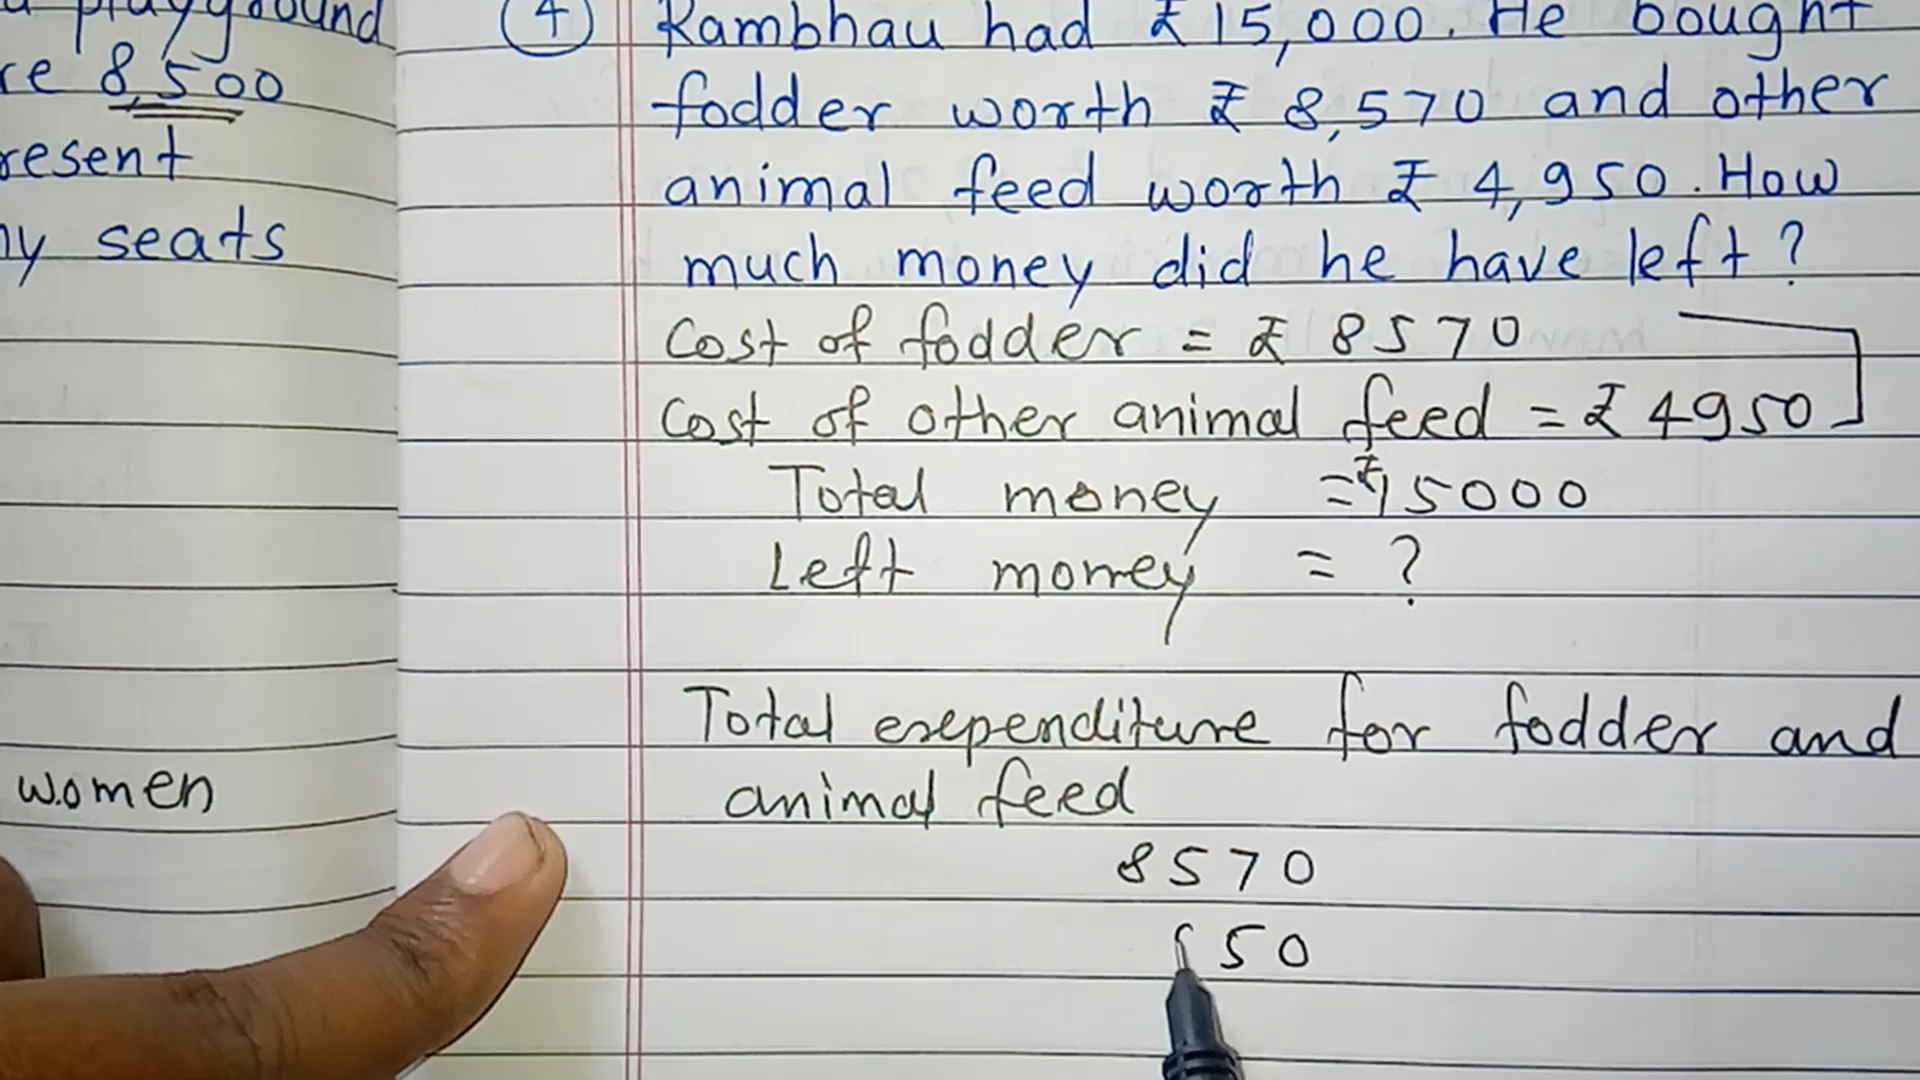 playground
re 8,500
resent
ny seats
women
4 Rambhau had ₹ 15,000. He bought
fodder worth ₹ 8,570 and other
animal feed worth ₹ 4,950. How
much money did he have left?
Cost of fodder = ₹ 8570
Cost of other animal feed = ₹ 4950
Total money = ₹ 15000
Left money = ?
Total expenditure for fodder and
animal feed
8570
50